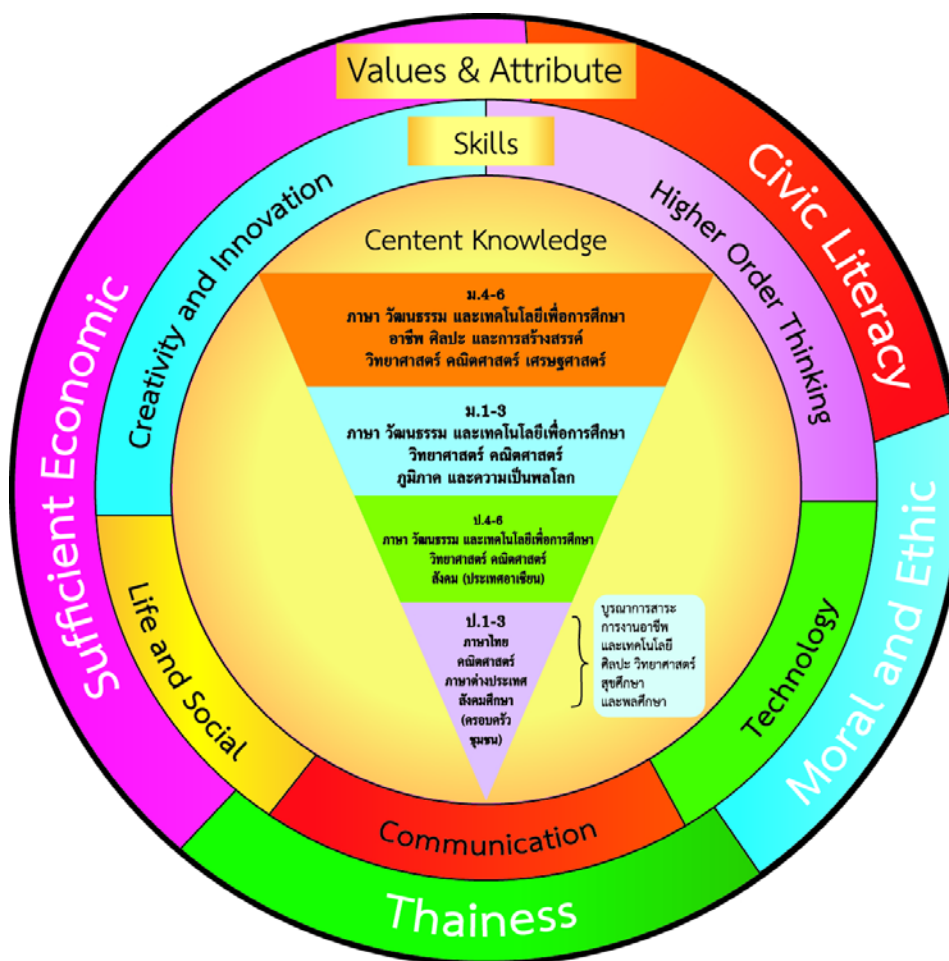 Values & Attribute
Skills
Sufficient Economic
Civic Literacy
Moral and Ethic
Thainess
Creativity and Innovation
Higher Order Thinking
Technology
Communication
Life and Social
Centent Knowledge
ม.4-6
ภาษา วัฒนธรรม และเทคโนโลยีเพื่อการศึกษา
อาชีพ ศิลปะ และการสร้างสรรค์
วิทยาศาสตร์ คณิตศาสตร์ เศรษฐศาสตร์
ม.1-3
ภาษา วัฒนธรรม และเทคโนโลยีเพื่อการศึกษา
วิทยาศาสตร์ คณิตศาสตร์
ภูมิภาค และความเป็นพลโลก
ป.4-6
ภาษา วัฒนธรรม และเทคโนโลยีเพื่อการศึกษา
วิทยาศาสตร์ คณิตศาสตร์
สังคม (ประเทศอาเซียน)
ป.1-3
ภาษาไทย
คณิตศาสตร์
ภาษาต่างประเทศ
สังคมศึกษา
(ครอบครัว
ชุมชน)
บูรณาการสาระ
การงานอาชีพ
และเทคโนโลยี
ศิลปะ วิทยาศาสตร์
สุขศึกษา
และพลศึกษา